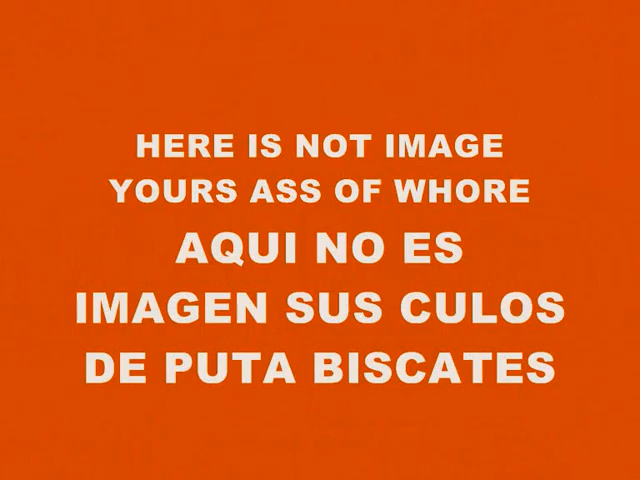 HERE IS NOT IMAGE
YOURS ASS OF WHORE
AQUI NO ES
IMAGEN SUS CULOS
DE PUTA BISCATES